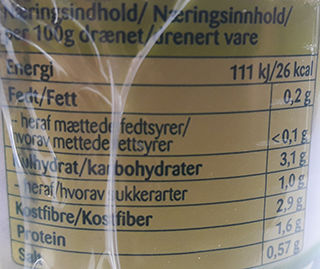 Næringsindhold/ Næringsinnhold/
per 100g drænet/drenert vare
Energi 111 kJ/26 kcal
Fedt/Fett 0,2 g
- heraf mættede fedtsyrer/
hvorav mettede fettsyrer <0,1 g
Kulhydrat/karbohydrater 3,1 g
- heraf/hvorav sukkerarter 1,0 g
Kostfibre/Kostfiber 2,9 g
Protein 1,6 g
Salt 0,57 g